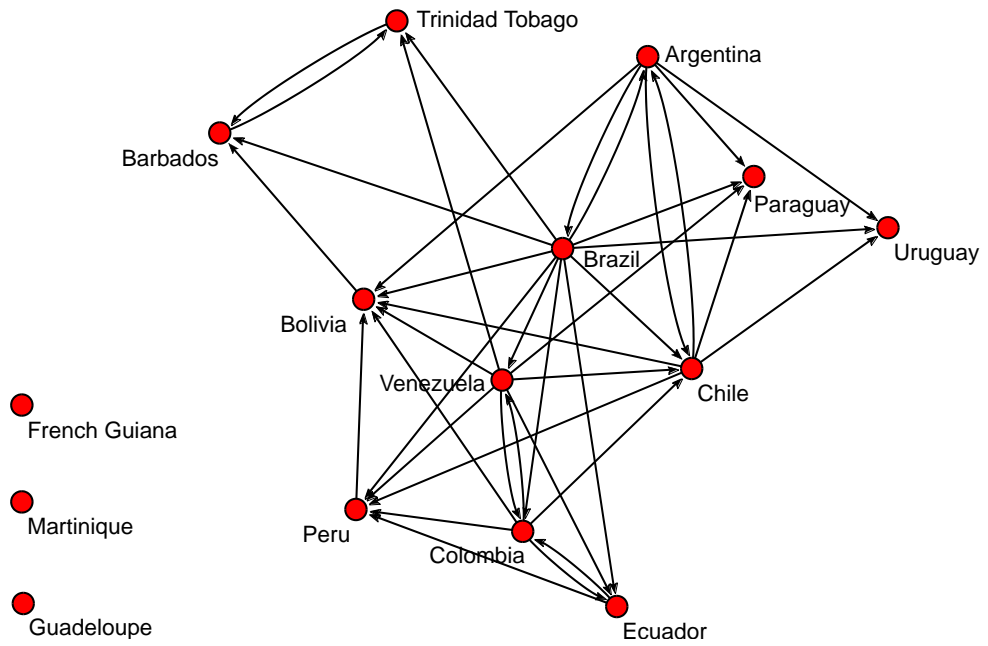 Trinidad Tobago
Argentina
Barbados
Paraguay
Uruguay
Brazil
Bolivia
Venezuela
Chile
French Guiana
Martinique
Peru
Colombia
Guadeloupe
Ecuador